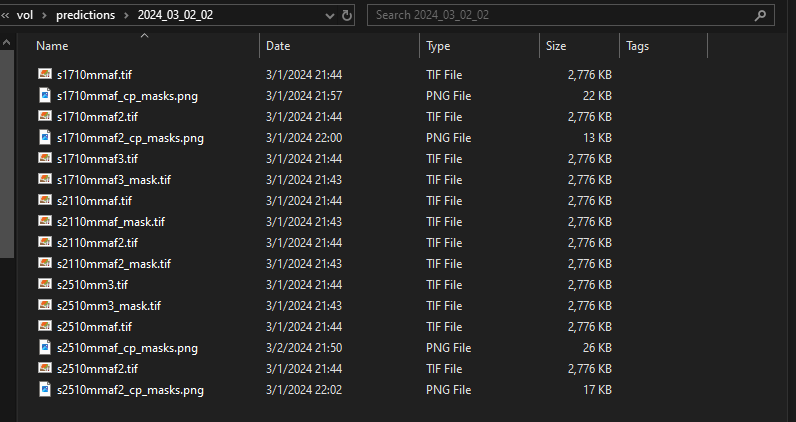 vol predictions 2024_03_02_02 Search 2024_03_02_02
Name Date Type Size Tags
s1710mmaf.tif 3/1/2024 21:44 TIF File 2,776 KB
s1710mmaf_cp_masks.png 3/1/2024 21:57 PNG File 22 KB
s1710mmaf2.tif 3/1/2024 21:44 TIF File 2,776 KB
s1710mmaf2_cp_masks.png 3/1/2024 22:00 PNG File 13 KB
s1710mmaf3.tif 3/1/2024 21:44 TIF File 2,776 KB
s1710mmaf3_mask.tif 3/1/2024 21:43 TIF File 2,776 KB
s2110mmaf.tif 3/1/2024 21:44 TIF File 2,776 KB
s2110mmaf_mask.tif 3/1/2024 21:43 TIF File 2,776 KB
s2110mmaf2.tif 3/1/2024 21:44 TIF File 2,776 KB
s2110mmaf2_mask.tif 3/1/2024 21:43 TIF File 2,776 KB
s2510mm3.tif 3/1/2024 21:44 TIF File 2,776 KB
s2510mm3_mask.tif 3/1/2024 21:43 TIF File 2,776 KB
s2510mmaf.tif 3/1/2024 21:44 TIF File 2,776 KB
s2510mmaf_cp_masks.png 3/2/2024 21:50 PNG File 26 KB
s2510maf2.tif 3/1/2024 21:44 TIF File 2,776 KB
s2510mmaf2_cp_masks.png 3/1/2024 22:02 PNG File 17 KB